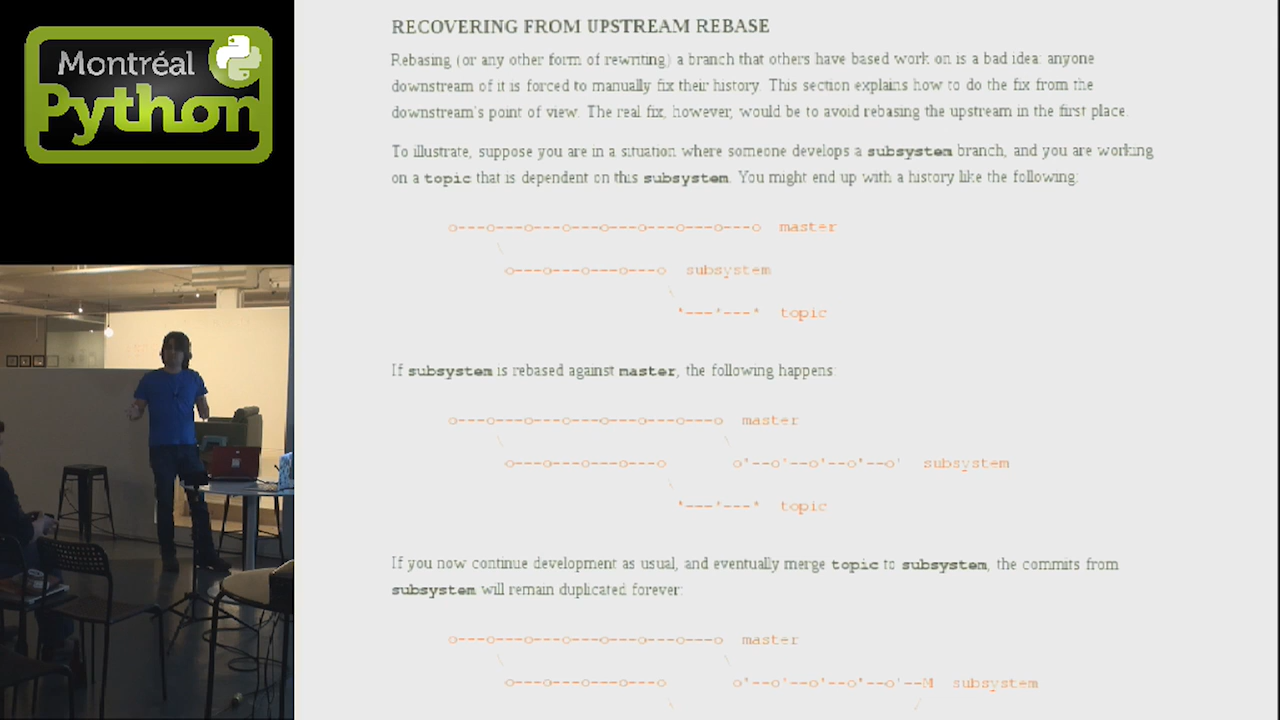 Montréal
Python
RECOVERING FROM UPSTREAM REBASE
Rebasing (or any other form of rewriting) a branch that others have based work on is a bad idea: anyone
downstream of it is forced to manually fix their history. This section explains how to do the fix from the
downstream's point of view. The real fix, however, would be to avoid rebasing the upstream in the first place.
To illustrate, suppose you are in a situation where someone develops a subsystem branch, and you are working
on a topic that is dependent on this subsystem. You might end up with a history like the following:
o---o---o---o---o---o---o---o---o master
\
o---o---o---o---o subsystem
\
*---*---* topic
If subsystem is rebased against master, the following happens:
o---o---o---o---o---o---o---o master
\ \
o---o---o---o---o o'--o'--o'--o'--o' subsystem
\
*---*---* topic
If you now continue development as usual, and eventually merge topic to subsystem, the commits from
subsystem will remain duplicated forever:
o---o---o---o---o---o---o---o master
\ \
o---o---o---o---o o'--o'--o'--o'--o'--M subsystem
\ /